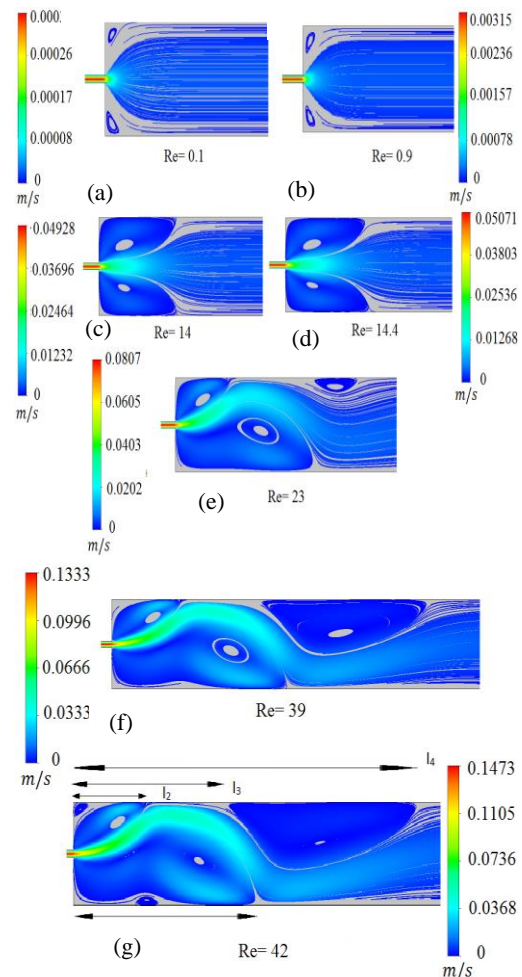 0.00315
0.00026
0.00236
0.00017
0.00157
0.00008
0.00078
0
m/s
Re= 0.1
(a)
Re= 0.9
(b)
0
m/s
0.04928
0.03696
0.02464
0.01232
0
m/s
(c)
Re= 14
(d)
Re= 14.4
0.05071
0.03803
0.02536
0.01268
0
m/s
0.0807
0.0605
0.0403
0.0202
0
m/s
(e)
Re= 23
0.1333
0.0996
0.0666
0.0333
0
m/s
(f)
Re= 39
l4
l3
l2
0.1473
0.1105
0.0736
0.0368
0
m/s
(g)
Re= 42